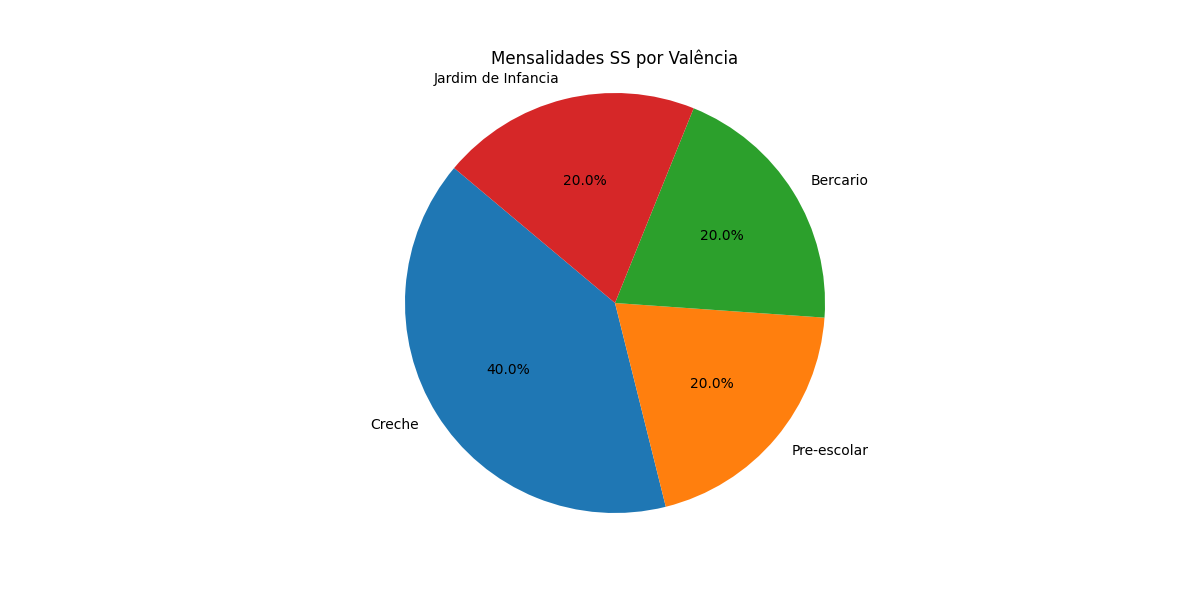 Mensalidades SS por Valência
Jardim de Infancia
20.0%
Bercario
20.0%
40.0%
20.0%
Creche
Pre-escolar